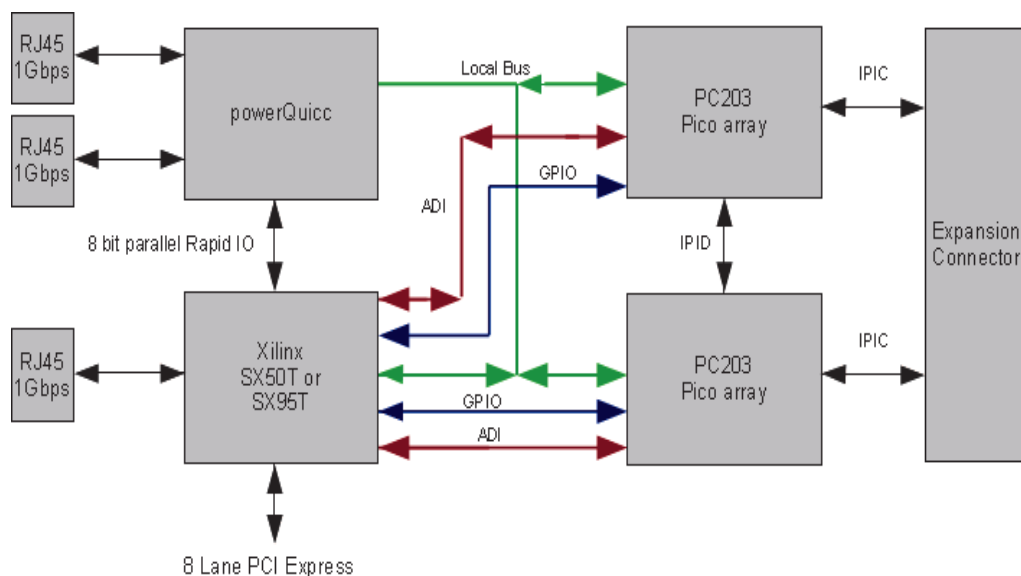 RJ45
1Gbps
RJ45
1Gbps
powerQuicc
Local Bus
PC203
Pico array
IPIC
GPIO
ADI
8 bit parallel Rapid IO
IPID
Expansion
Connector
RJ45
1Gbps
Xilinx
SX50T or
SX95T
PC203
Pico array
IPIC
GPIO
ADI
8 Lane PCI Express